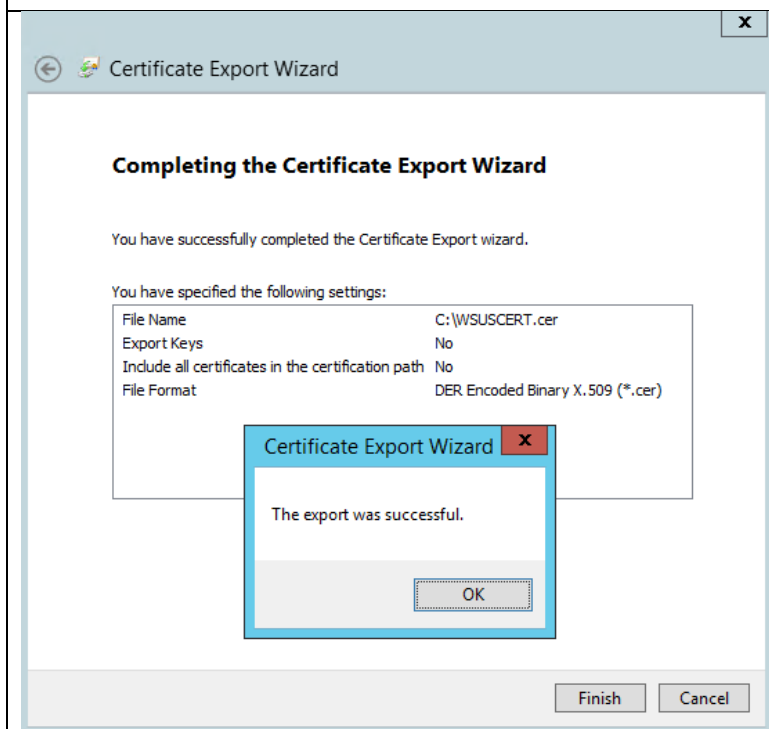 x
Certificate Export Wizard
Completing the Certificate Export Wizard
You have successfully completed the Certificate Export wizard.
You have specified the following settings:
File Name C:\WSUSCERT.cer
Export Keys No
Include all certificates in the certification path No
File Format DER Encoded Binary X.509 (*.cer)
Certificate Export Wizard x
The export was successful.
OK
Finish Cancel